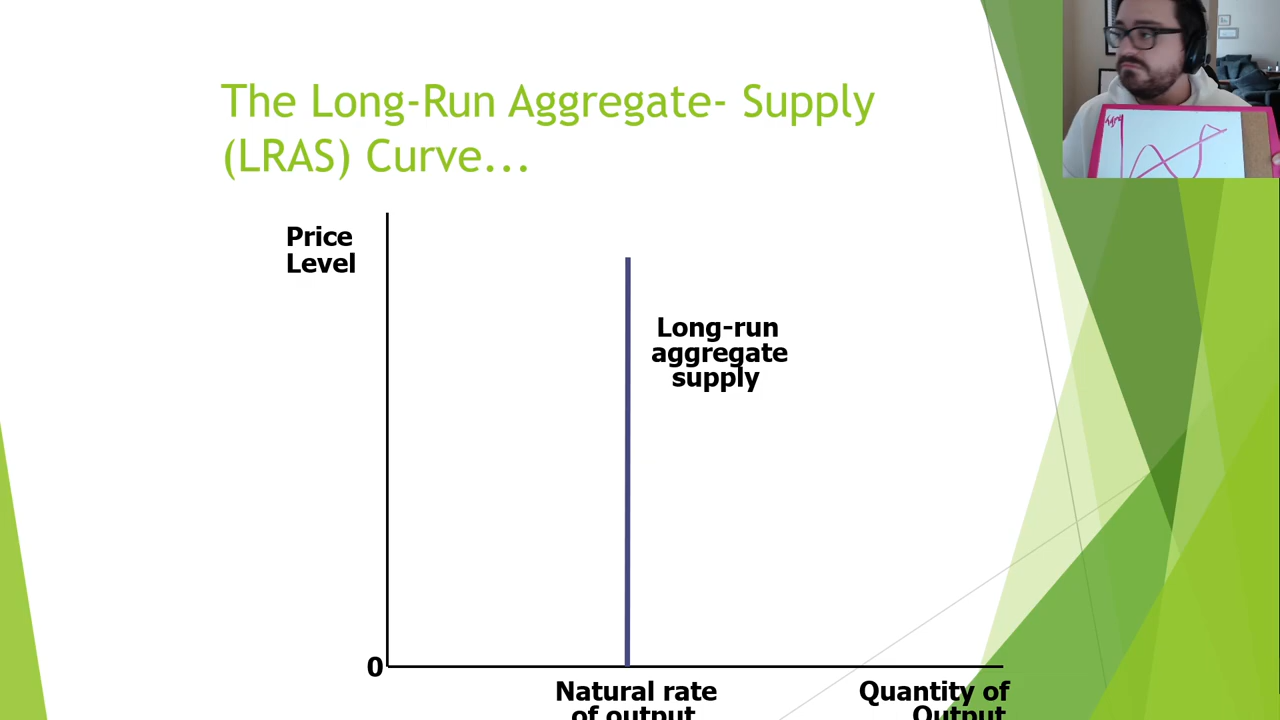 The Long-Run Aggregate- Supply
(LRAS) Curve...
Price
Level
Long-run
aggregate
supply
0
Natural rate
of output
Quantity of
Output